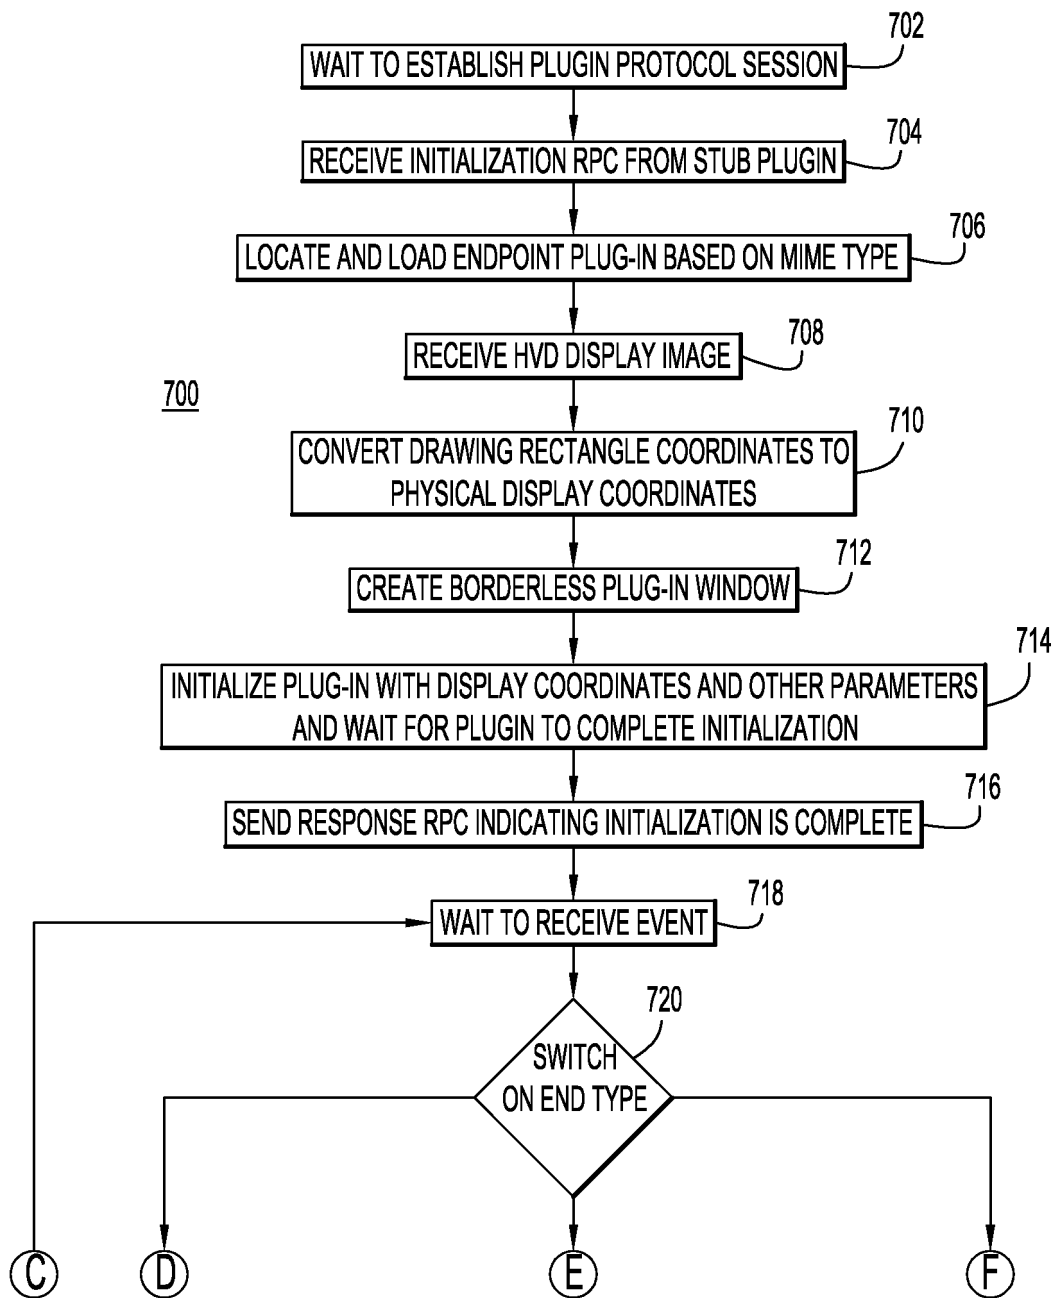 702
WAIT TO ESTABLISH PLUGIN PROTOCOL SESSION
704
RECEIVE INITIALIZATION RPC FROM STUB PLUGIN
706
LOCATE AND LOAD ENDPOINT PLUG-IN BASED ON MIME TYPE
708
RECEIVE HVD DISPLAY IMAGE
700
710
CONVERT DRAWING RECTANGLE COORDINATES TO
PHYSICAL DISPLAY COORDINATES
712
CREATE BORDERLESS PLUG-IN WINDOW
714
INITIALIZE PLUG-IN WITH DISPLAY COORDINATES AND OTHER PARAMETERS
AND WAIT FOR PLUGIN TO COMPLETE INITIALIZATION
716
SEND RESPONSE RPC INDICATING INITIALIZATION IS COMPLETE
718
WAIT TO RECEIVE EVENT
720
SWITCH
ON END TYPE
C
D
E
F